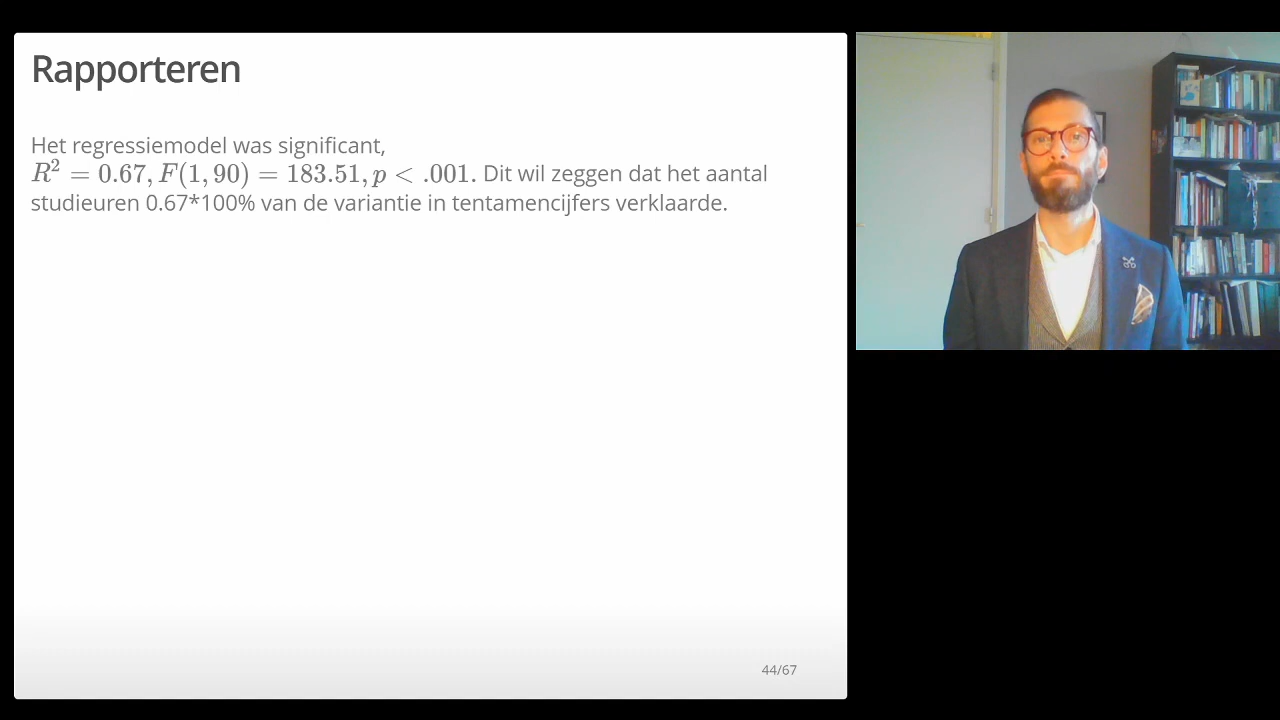 Rapporteren
Het regressiemodel was significant,
R² = 0.67, F(1, 90) = 183.51, p < .001. Dit wil zeggen dat het aantal
studieuren 0.67*100% van de variantie in tentamencijfers verklaarde.
44/67